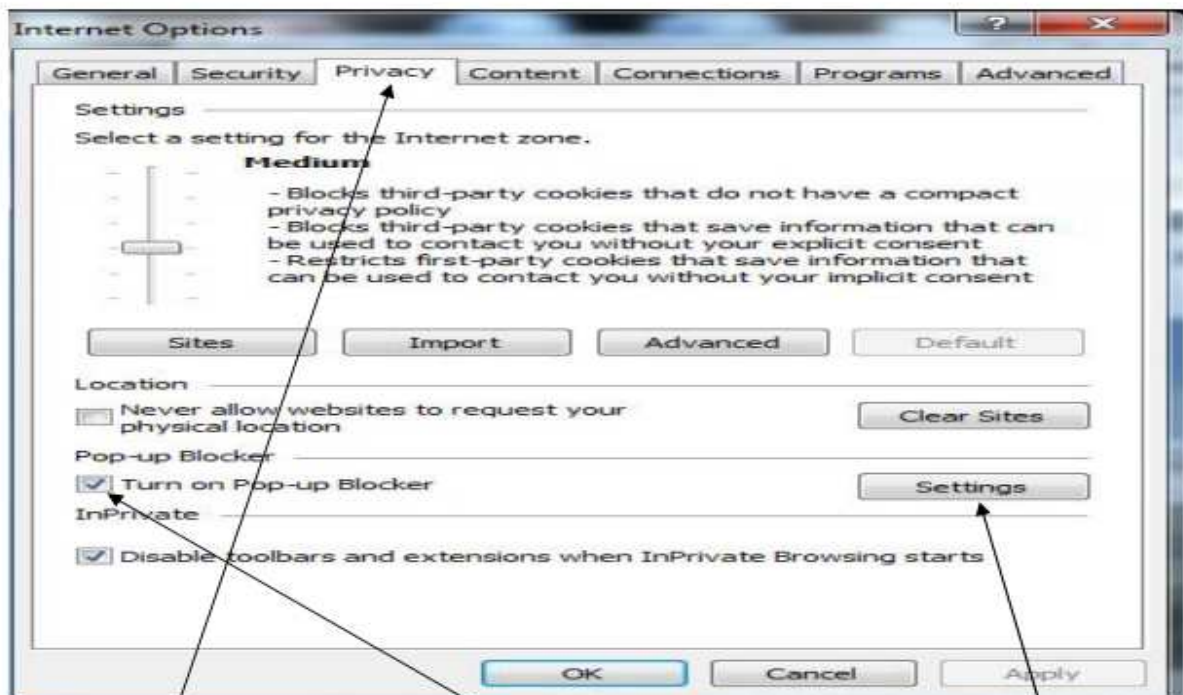 Internet Options
General Security Privacy Content Connections Programs Advanced
Settings
Select a setting for the Internet zone.
Medium
- Blocks third-party cookies that do not have a compact
privacy policy
- Blocks third-party cookies that save information that can
be used to contact you without your explicit consent
- Restricts first-party cookies that save information that
can be used to contact you without your implicit consent
Sites Import Advanced Default
Location
Never allow websites to request your
physical location
Clear Sites
Pop-up Blocker
Turn on Pop-up Blocker
Settings
InPrivate
Disable toolbars and extensions when InPrivate Browsing starts
OK Cancel Apply